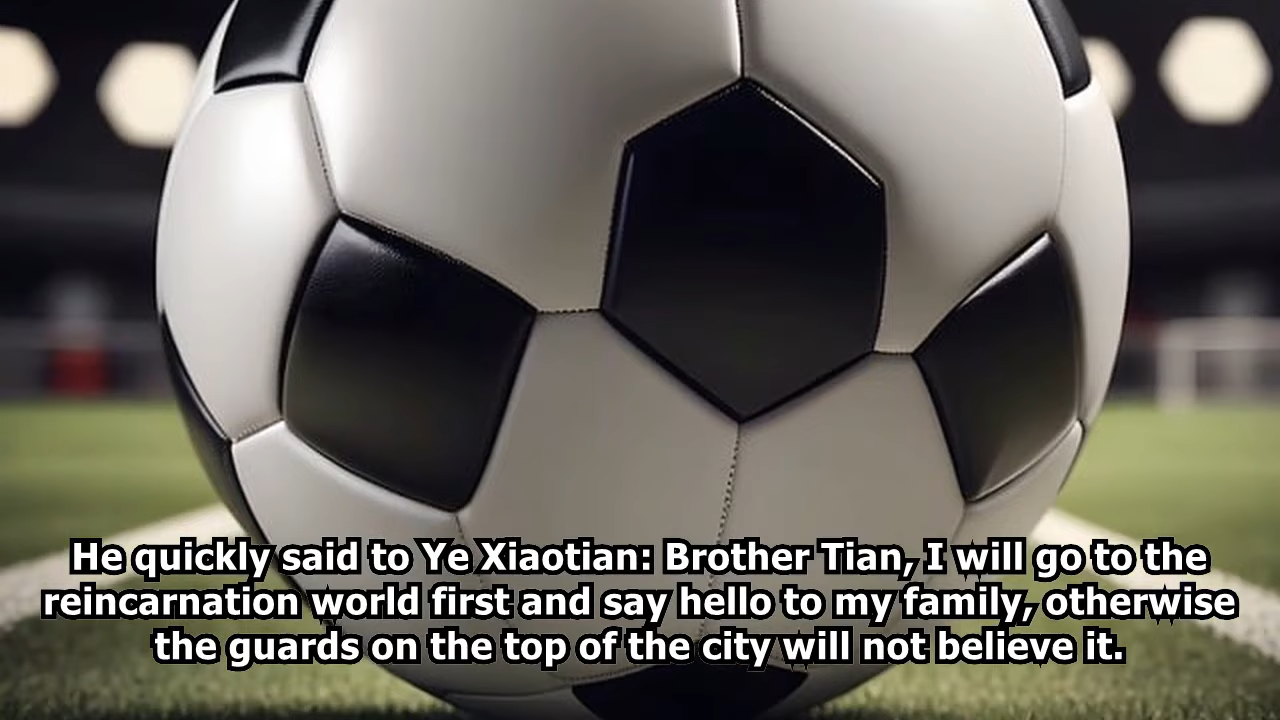 He quickly said to Ye Xiaotian: Brother Tian, I will go to the
reincarnation world first and say hello to my family, otherwise
the guards on the top of the city will not believe it.